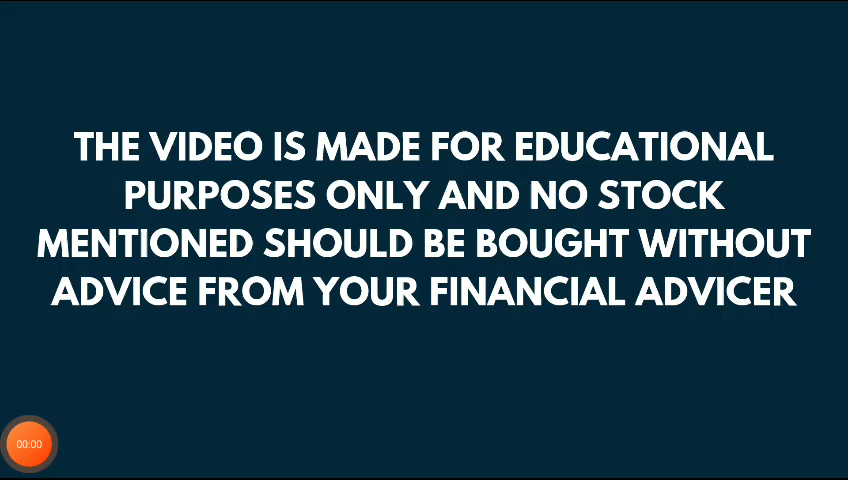 THE VIDEO IS MADE FOR EDUCATIONAL
PURPOSES ONLY AND NO STOCK
MENTIONED SHOULD BE BOUGHT WITHOUT
ADVICE FROM YOUR FINANCIAL ADVICER
00:00